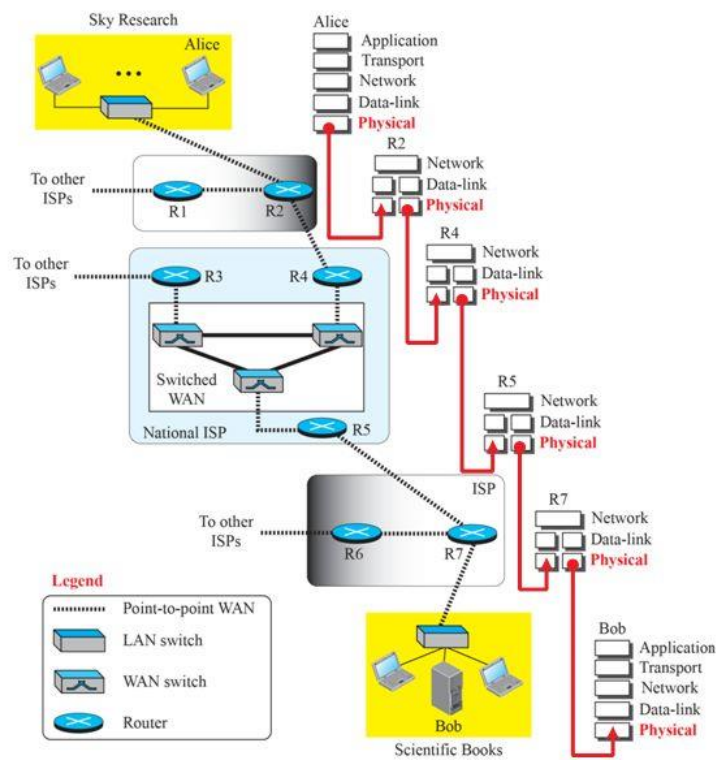 Sky Research
Alice
To other
ISPs
R1
R2
To other
ISPs
R3
R4
Switched
WAN
National ISP
R5
ISP
To other
ISPs
R6
R7
Bob
Scientific Books
Legend
Point-to-point WAN
LAN switch
WAN switch
Router
Alice
Application
Transport
Network
Data-link
Physical
R2
Network
Data-link
Physical
R4
Network
Data-link
Physical
R5
Network
Data-link
Physical
R7
Network
Data-link
Physical
Bob
Application
Transport
Network
Data-link
Physical